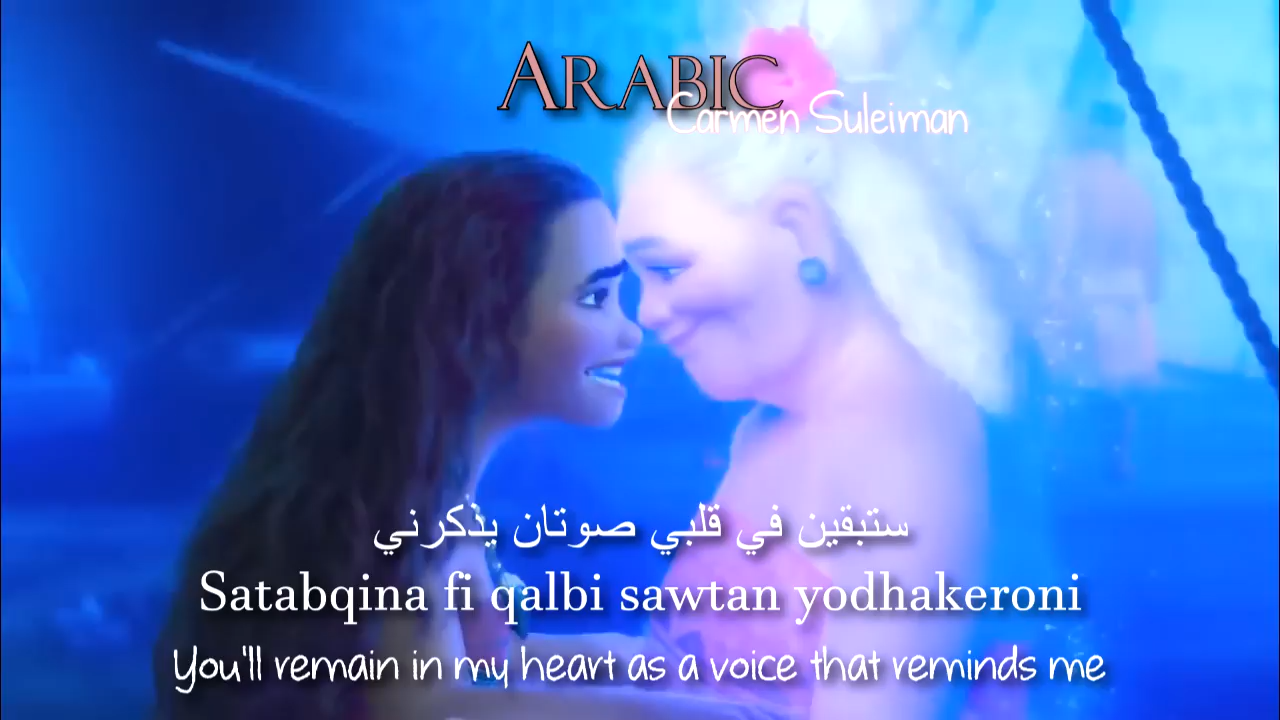 ARABIC
Carmen Suleiman
ستبقين في قلبي صوتان يذكرني
Satabqina fi qalbi sawtan yodhakeroni
You'll remain in my heart as a voice that reminds me